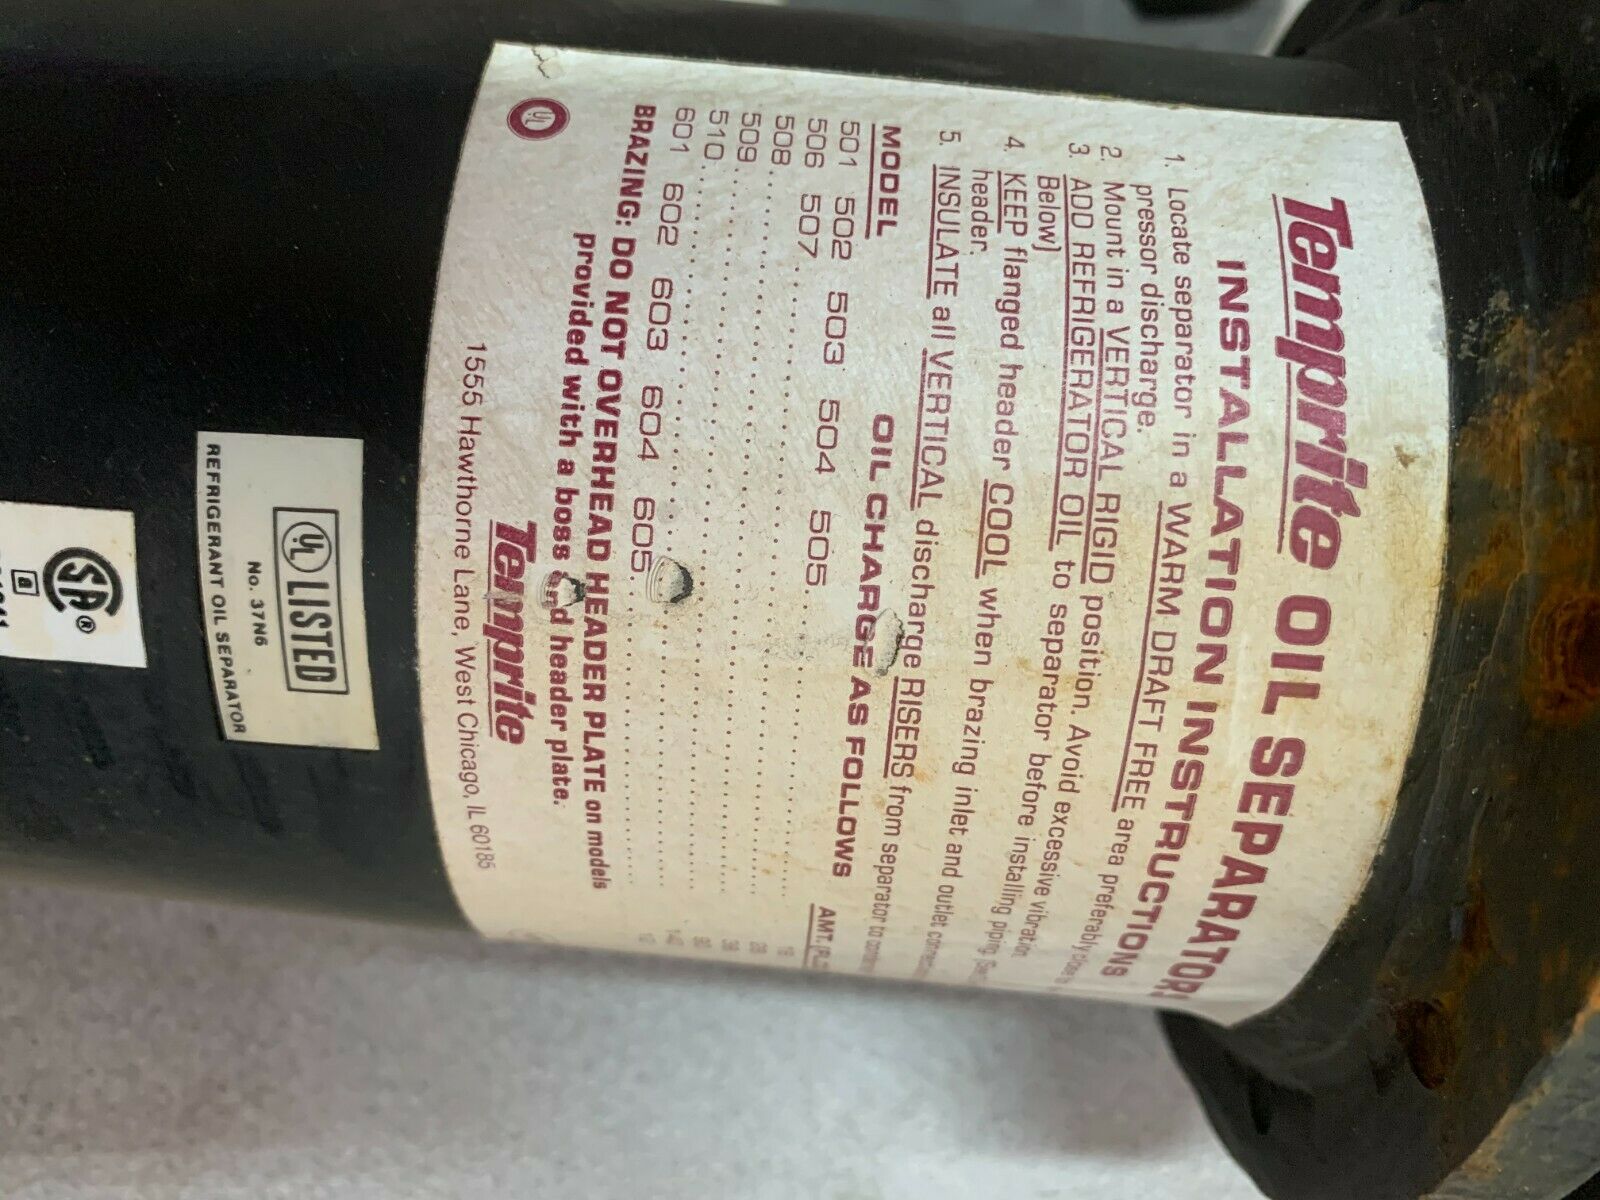 Temprite OIL SEPARATORS
INSTALLATION INSTRUCTIONS
1. Locate separator in a WARM DRAFT FREE area preferably close to
pressor discharge.
2. Mount in a VERTICAL RIGID position. Avoid excessive vibration
3. ADD REFRIGERATOR OIL to separator before installing piping. (See
Below)
4. KEEP flanged header COOL when brazing inlet and outlet
header.
5. INSULATE all VERTICAL discharge RISERS from separator to
OIL CHARGE AS FOLLOWS
MODEL AMT.
501 502 503 504 505
506 507
508
509
510
601 602 603 604 605
BRAZING: DO NOT OVERHEAD HEADER PLATE on models
provided with a boss and header plate.
UL Temprite
1555 Hawthorne Lane, West Chicago, IL 60185
UL LISTED
No. 37N6
REFRIGERANT OIL SEPARATOR
SA®
a